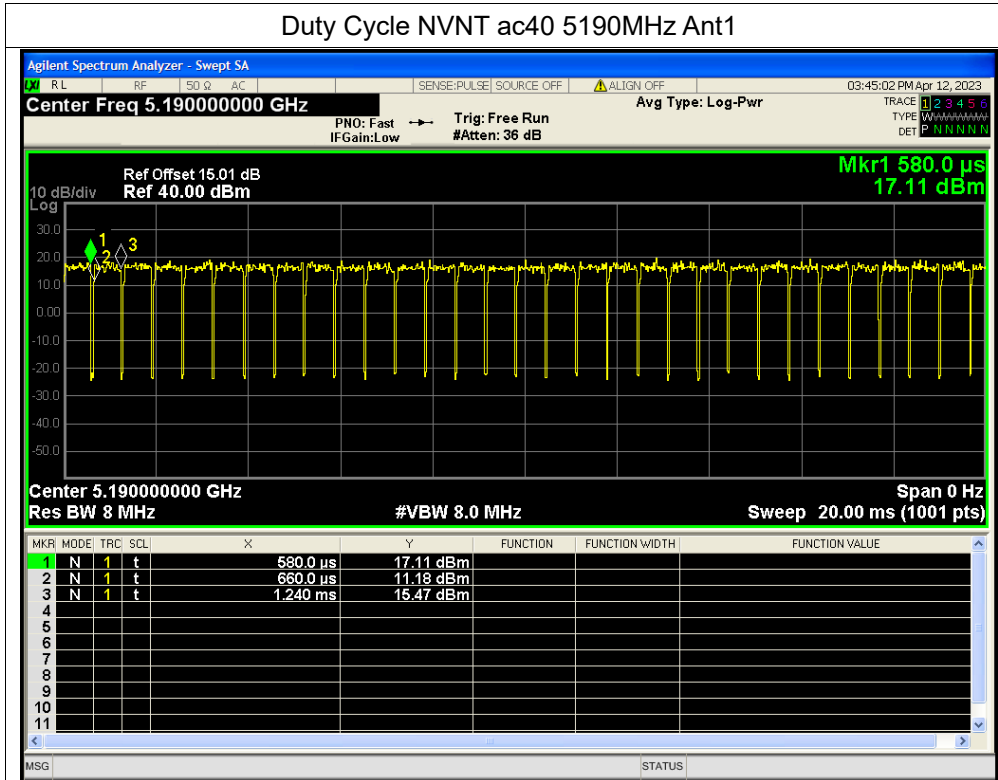 Duty Cycle NVNT ac40 5190MHz Ant1
Agilent Spectrum Analyzer - Swept SA
LXI RL RF 50 Ω AC SENSE:PULSE SOURCE OFF ALIGN OFF 03:45:02 PM Apr 12, 2023
Center Freq 5.190000000 GHz Avg Type: Log-Pwr TRACE 1 2 3 4 5 6
PNO: Fast Trig: Free Run TYPE WWWWWW
IFGain:Low #Atten: 36 dB DET P N N N N N
Mkr1 580.0 µs
Ref Offset 15.01 dB
10 dB/div Ref 40.00 dBm 17.11 dBm
Log
30.0
1
2
3
20.0
10.0
0.00
-10.0
-20.0
-30.0
-40.0
-50.0
Center 5.190000000 GHz Span 0 Hz
Res BW 8 MHz #VBW 8.0 MHz Sweep 20.00 ms (1001 pts)
MKR MODE TRC SCL X Y FUNCTION FUNCTION WIDTH FUNCTION VALUE
1 N 1 t 580.0 µs 17.11 dBm
2 N 1 t 660.0 µs 11.18 dBm
3 N 1 t 1.240 ms 15.47 dBm
4
5
6
7
8
9
10
11
MSG STATUS